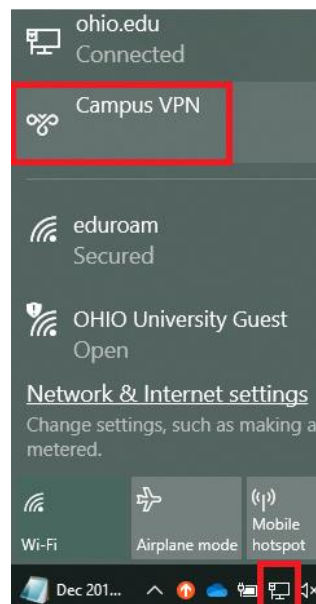 ohio.edu
Connected
Campus VPN
eduroam
Secured
OHIO University Guest
Open
Network & Internet settings
Change settings, such as making a
metered.
Wi-Fi
Airplane mode
Mobile
hotspot
Dec 201...